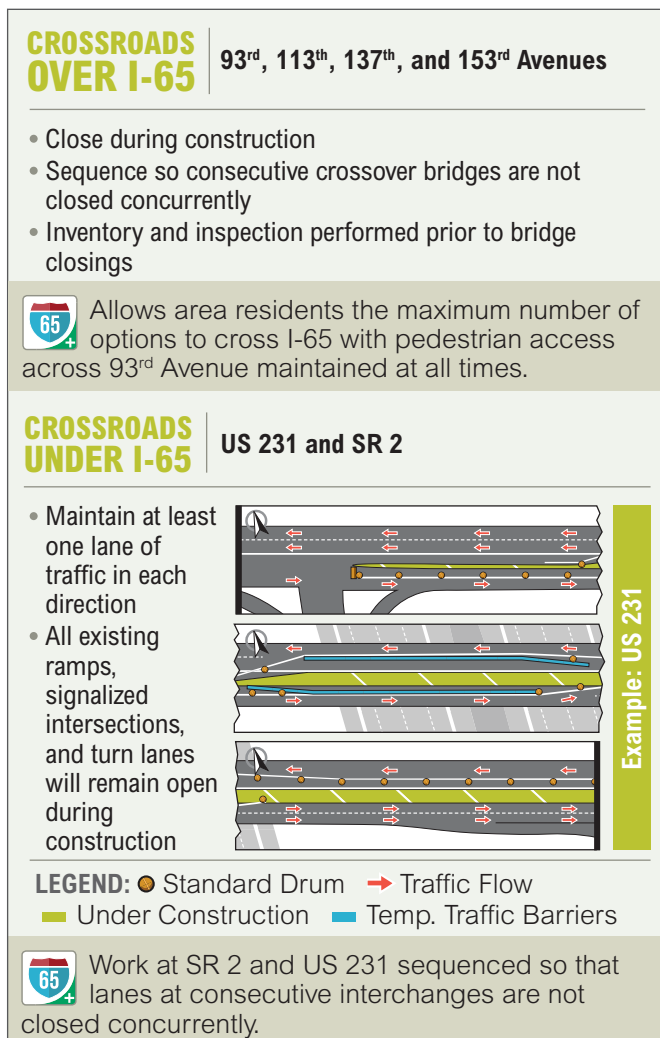 CROSSROADS
OVER I-65
93rd, 113th, 137th, and 153rd Avenues
• Close during construction
• Sequence so consecutive crossover bridges are not
closed concurrently
• Inventory and inspection performed prior to bridge
closings
65
+
Allows area residents the maximum number of
options to cross I-65 with pedestrian access
across 93rd Avenue maintained at all times.
CROSSROADS
UNDER I-65
US 231 and SR 2
• Maintain at least
one lane of
traffic in each
direction
• All existing
ramps,
signalized
intersections,
and turn lanes
will remain open
during
construction
Example: US 231
LEGEND: Standard Drum Traffic Flow
Under Construction Temp. Traffic Barriers
65
+
Work at SR 2 and US 231 sequenced so that
lanes at consecutive interchanges are not
closed concurrently.